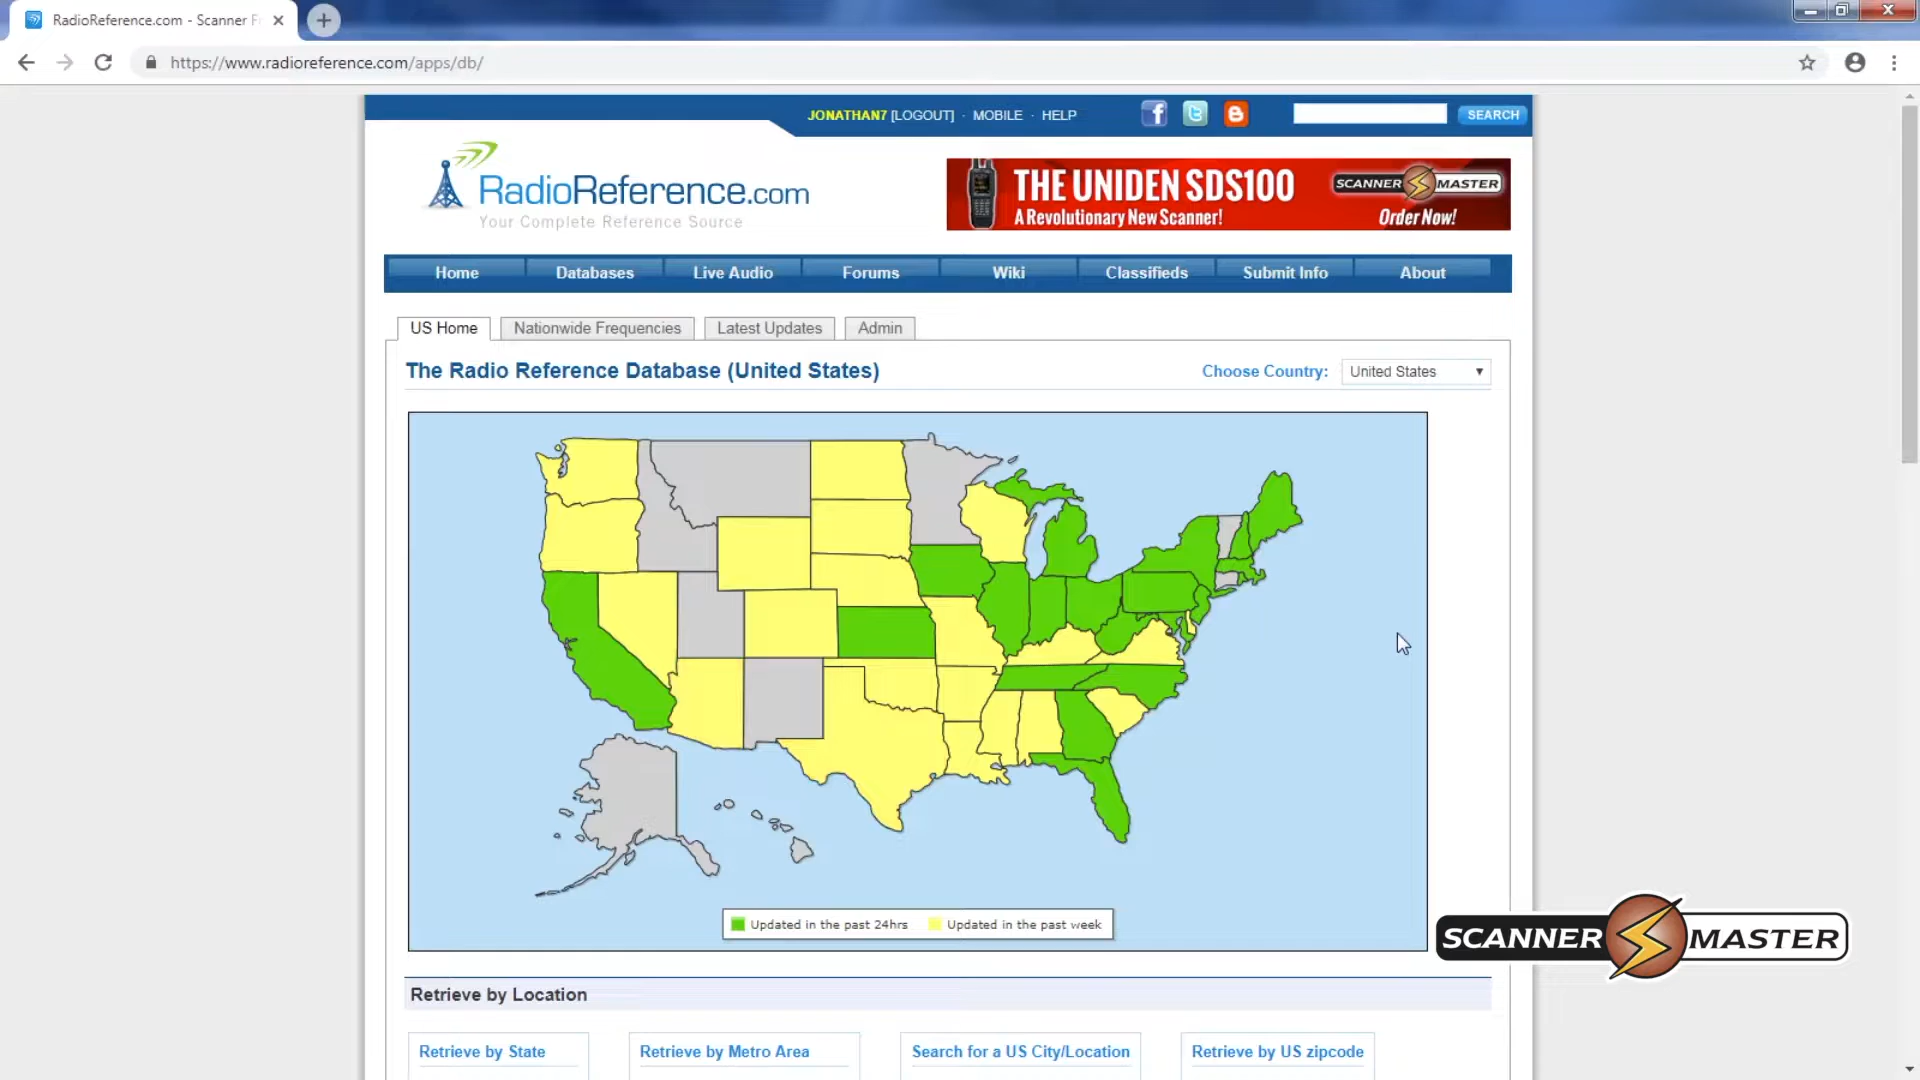 RadioReference.com - Scanner F
https://www.radioreference.com/apps/db/
JONATHAN7 [LOGOUT] · MOBILE · HELP
SEARCH
RadioReference.com
Your Complete Reference Source
THE UNIDEN SDS100
A Revolutionary New Scanner!
SCANNER MASTER
Order Now!
Home Databases Live Audio Forums Wiki Classifieds Submit Info About
US Home Nationwide Frequencies Latest Updates Admin
The Radio Reference Database (United States)
Choose Country: United States
Updated in the past 24hrs Updated in the past week
SCANNER MASTER
Retrieve by Location
Retrieve by State Retrieve by Metro Area Search for a US City/Location Retrieve by US zipcode